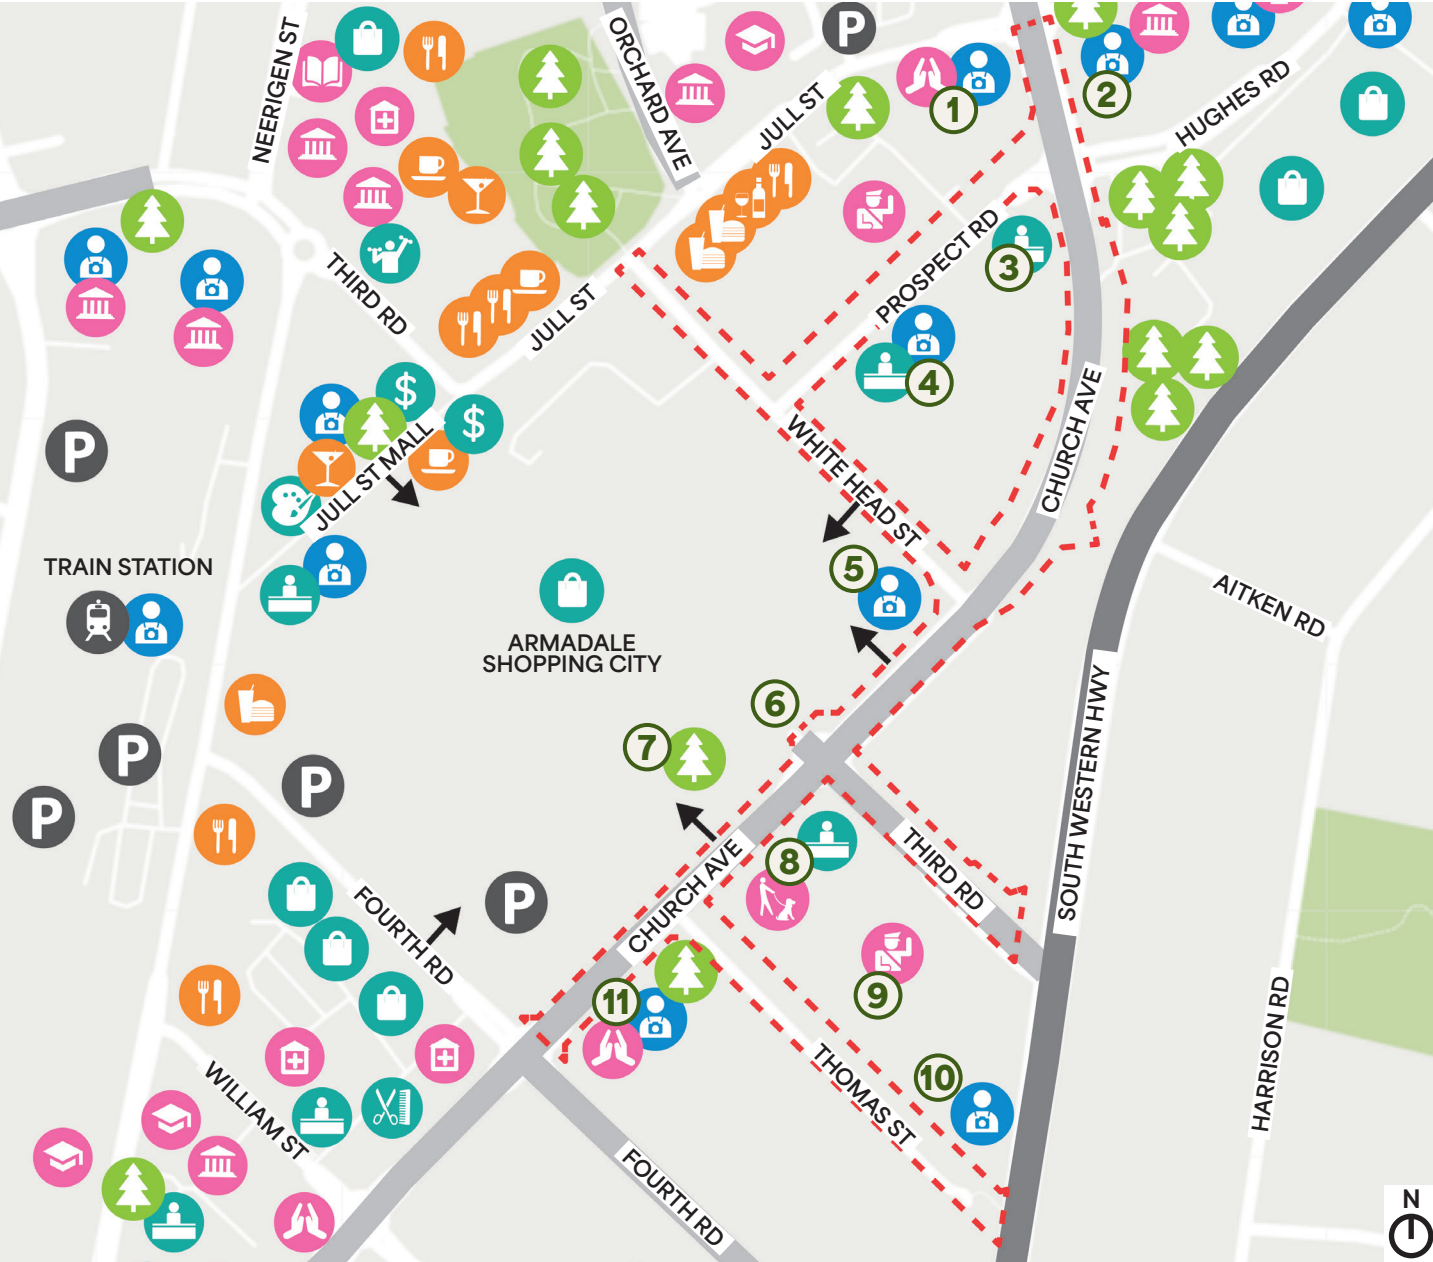 NEERIGEN ST
ORCHARD AVE
P
JULL ST
1
2
HUGHES RD
THIRD RD
JULL ST
PROSPECT RD
3
4
$
$
JULL ST MALL
P
WHITE HEAD ST
CHURCH AVE
TRAIN STATION
5
AITKEN RD
ARMADALE
SHOPPING CITY
6
7
SOUTH WESTERN HWY
P
P
P
8
THIRD RD
CHURCH AVE
FOURTH RD
P
9
11
HARRISON RD
THOMAS ST
10
WILLIAM ST
FOURTH RD
N